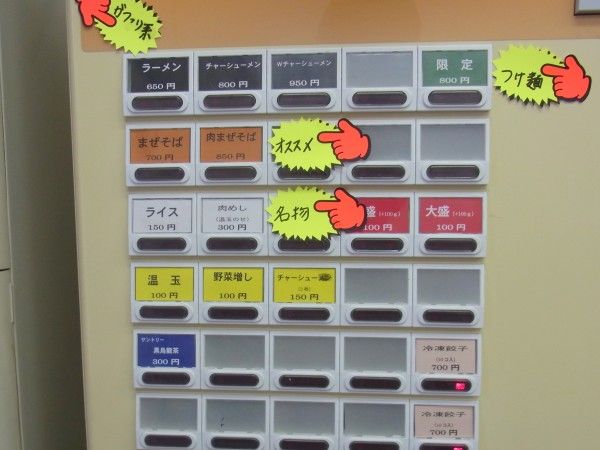 ガッツリ系
ラーメン
650円
チャーシューメン
800円
Wチャーシューメン
950円
限定
800円
つけ麺
まぜそば
700円
肉まぜそば
850円
オススメ
ライス
150円
肉めし
(温玉のせ)
300円
名物
盛(+100g)
100円
大盛(+100g)
100円
温玉
100円
野菜増し
100円
チャーシュー
150円
サントリー
黒烏龍茶
300円
冷凍餃子
700円
冷凍餃子
700円